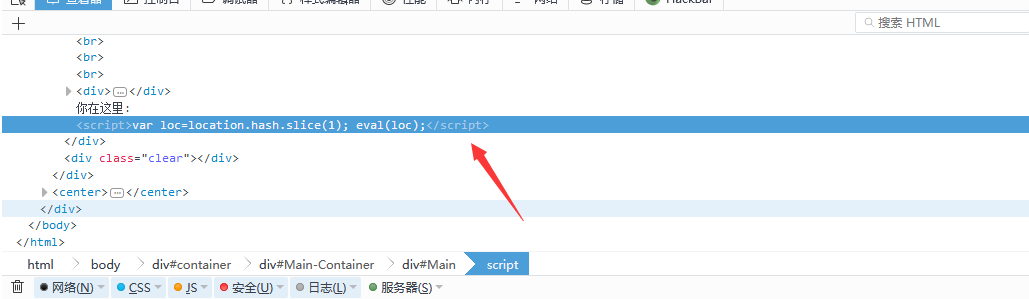 查看器 控制台 调试器 样式编辑器 性能 内存 网络 存储 HackBar
搜索 HTML
<br>
<br>
<br>
<div></div>
你在这里:
<script>var loc=location.hash.slice(1); eval(loc);</script>
</div>
<div class="clear"></div>
</div>
<center></center>
</div>
</body>
</html>
html body div#container div#Main-Container div#Main script
网络(N) CSS JS 安全(U) 日志(L) 服务器(S)